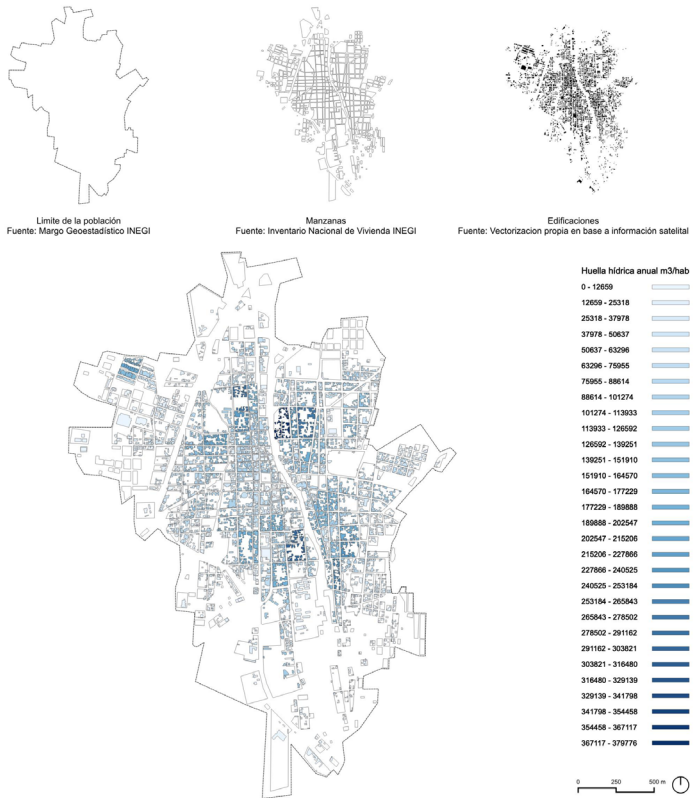 Limite de la población
Fuente: Margo Geoestadístico INEGI
Manzanas
Fuente: Inventario Nacional de Vivienda INEGI
Edificaciones
Fuente: Vectorizacion propia en base a información satelital
Huella hídrica anual m3/hab
0 - 12659
12659 - 25318
25318 - 37978
37978 - 50637
50637 - 63296
63296 - 75955
75955 - 88614
88614 - 101274
101274 - 113933
113933 - 126592
126592 - 139251
139251 - 151910
151910 - 164570
164570 - 177229
177229 - 189888
189888 - 202547
202547 - 215206
215206 - 227866
227866 - 240525
240525 - 253184
253184 - 265843
265843 - 278502
278502 - 291162
291162 - 303821
303821 - 316480
316480 - 329139
329139 - 341798
341798 - 354458
354458 - 367117
367117 - 379776
0 250 500 m